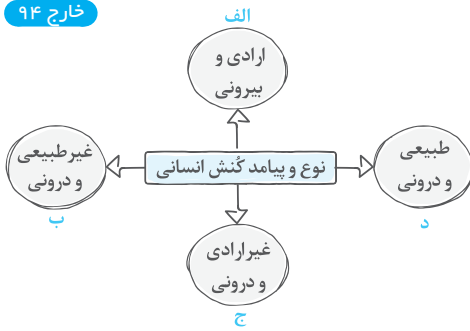 خارج ۹۴
الف
ارادی و
بیرونی
طبیعی
و درونی
د
نوع و پیامد کُنش انسانی
غیرطبیعی
و درونی
ب
غیرارادی
و درونی
ج